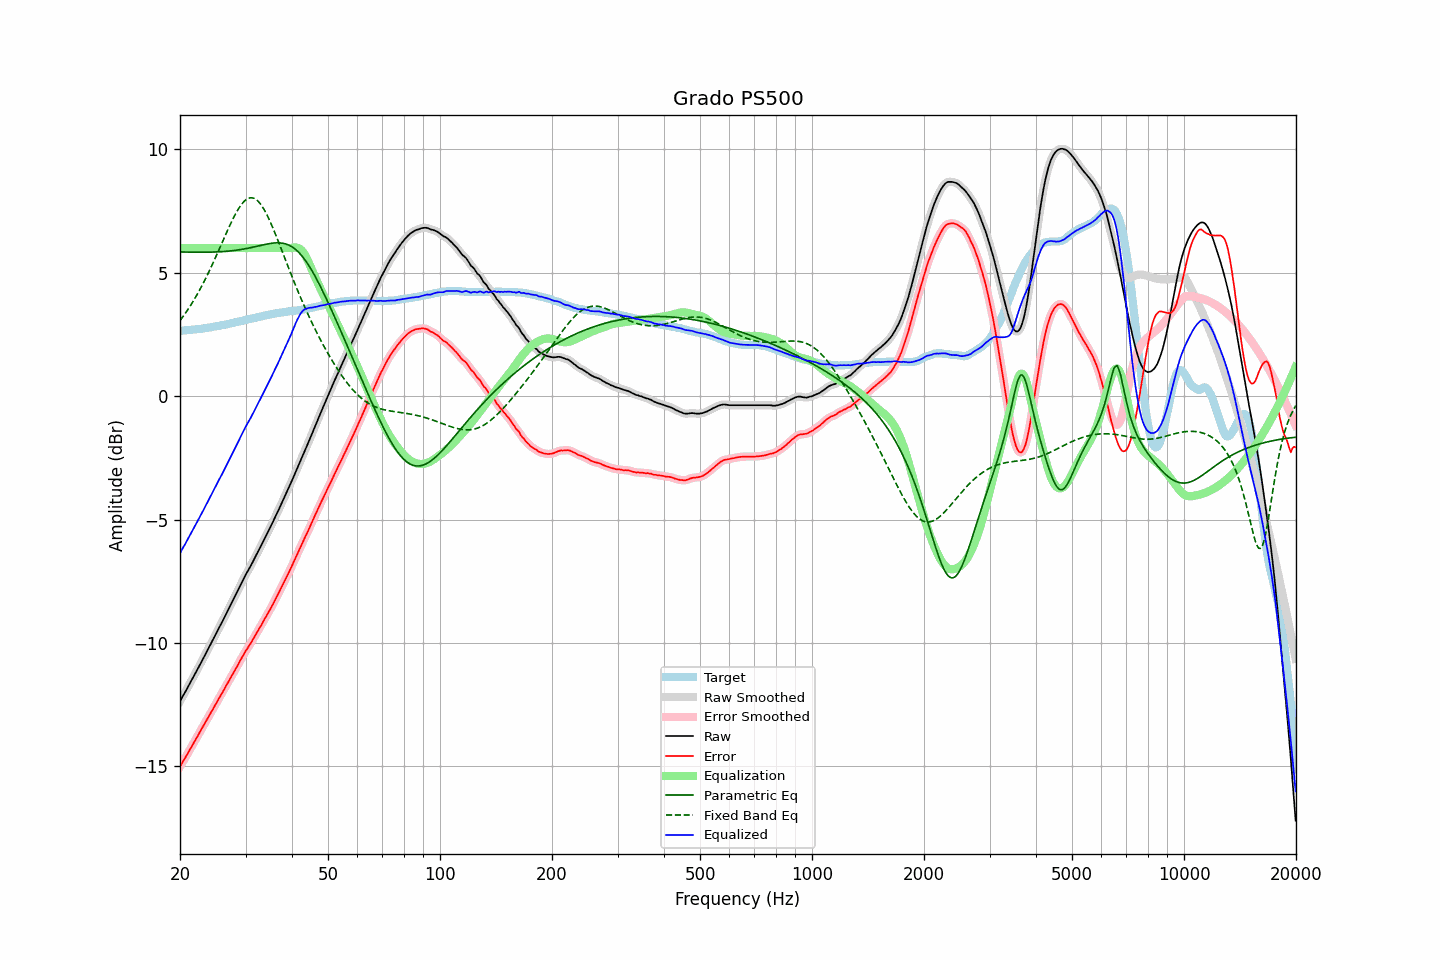 Grado PS500
Amplitude (dBr)
10
5
0
−5
−10
−15
Target
Raw Smoothed
Error Smoothed
Raw
Error
Equalization
Parametric Eq
Fixed Band Eq
Equalized
20 50 100 200 500 1000 2000 5000 10000 20000
Frequency (Hz)